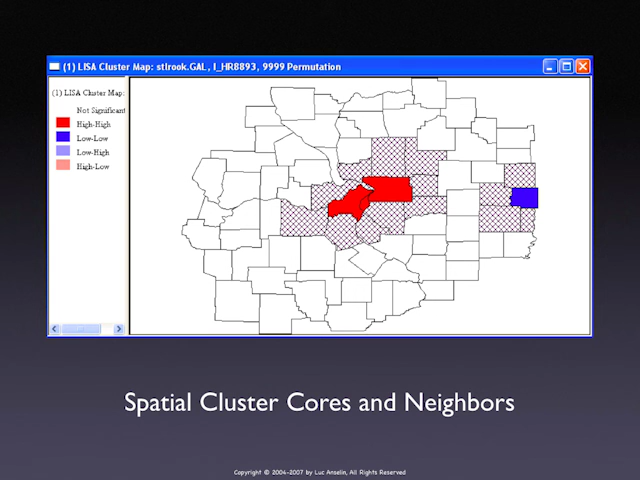 (1) LISA Cluster Map: stlrook.GAL, I_HR8893, 9999 Permutation
(1) LISA Cluster Map:
Not Significant
High-High
Low-Low
Low-High
High-Low
Spatial Cluster Cores and Neighbors
Copyright © 2004-2007 by Luc Anselin, All Rights Reserved